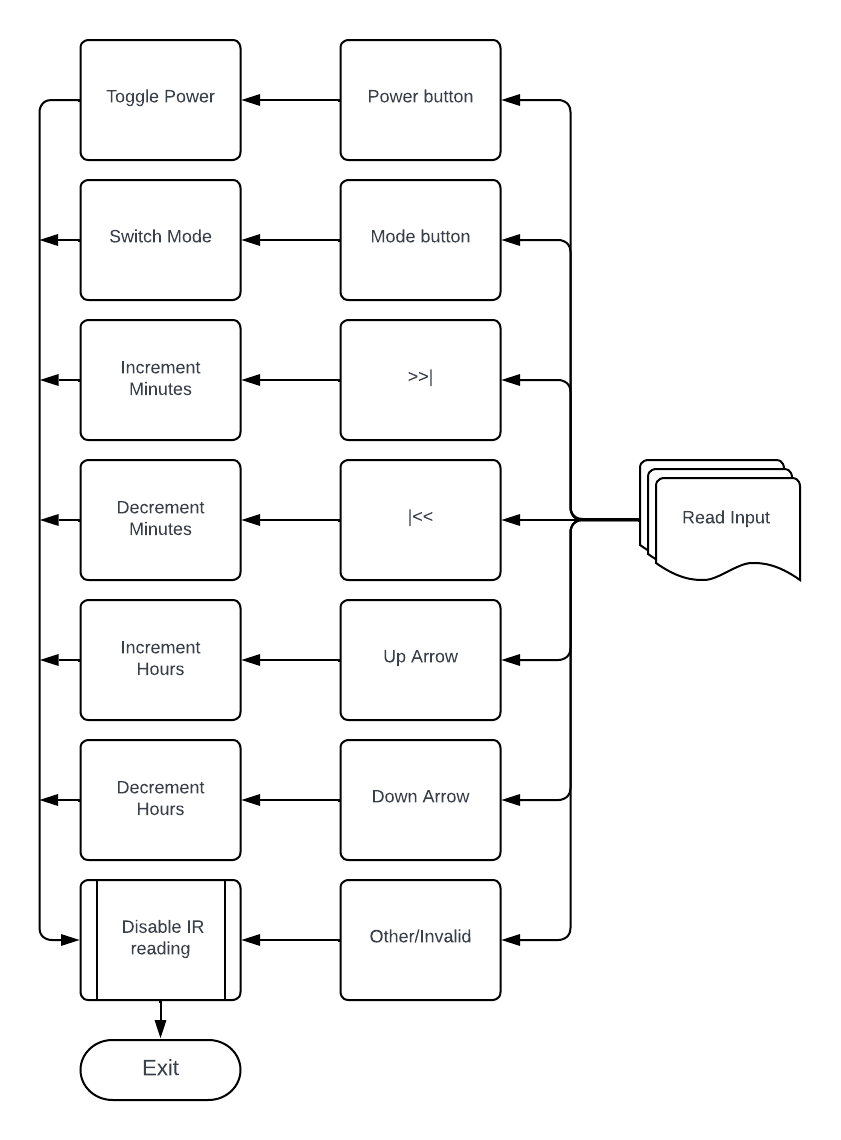 Toggle Power
Power button
Switch Mode
Mode button
Increment
Minutes
>>|
Decrement
Minutes
|<<
Read Input
Increment
Hours
Up Arrow
Decrement
Hours
Down Arrow
Disable IR
reading
Other/Invalid
Exit